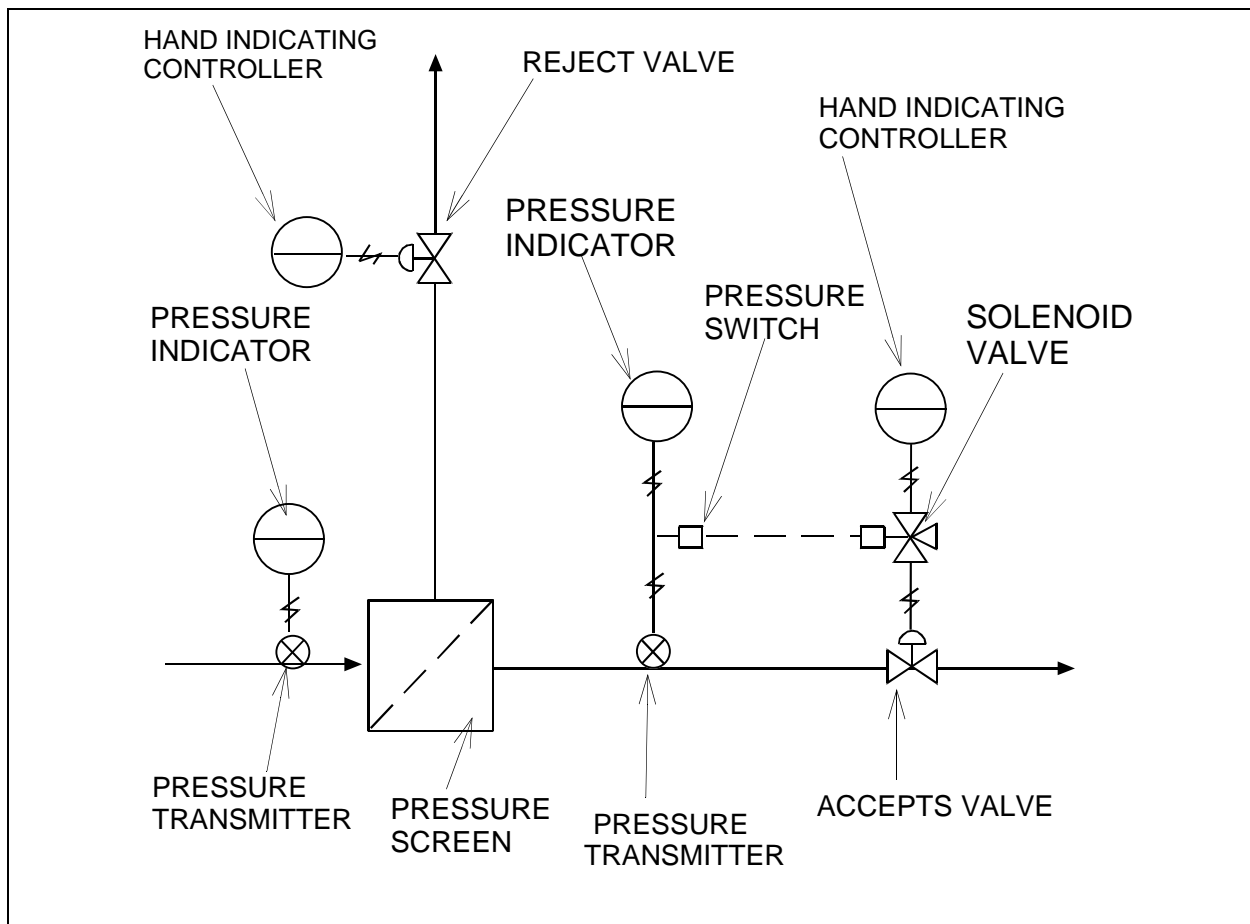 HAND INDICATING
CONTROLLER
REJECT VALVE
HAND INDICATING
CONTROLLER
PRESSURE
INDICATOR
PRESSURE
SWITCH
SOLENOID
VALVE
PRESSURE
INDICATOR
PRESSURE
TRANSMITTER
PRESSURE
SCREEN
PRESSURE
TRANSMITTER
ACCEPTS VALVE